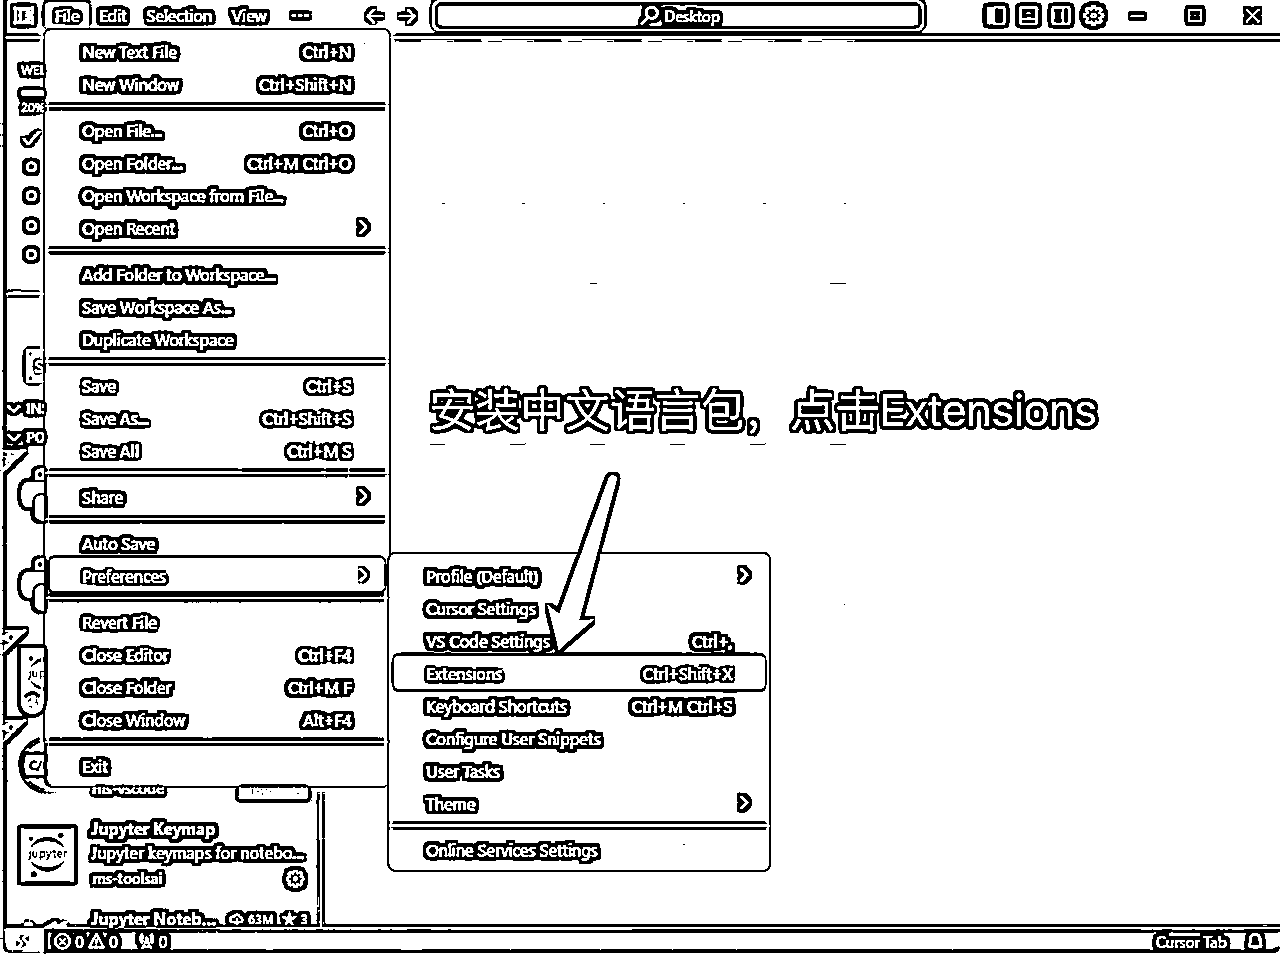 File Edit Selection View ... Desktop
WEL
20%
New Text File Ctrl+N
New Window Ctrl+Shift+N
Open File... Ctrl+O
Open Folder... Ctrl+M Ctrl+O
Open Workspace from File...
Open Recent
Add Folder to Workspace...
Save Workspace As...
Duplicate Workspace
Save Ctrl+S
Save As... Ctrl+Shift+S
Save All Ctrl+M S
Share
Auto Save
Preferences
Revert File
Close Editor Ctrl+F4
Close Folder Ctrl+M F
Close Window Alt+F4
Exit
安装中文语言包，点击Extensions
Profile (Default)
Cursor Settings
VS Code Settings Ctrl+,
Extensions Ctrl+Shift+X
Keyboard Shortcuts Ctrl+M Ctrl+S
Configure User Snippets
User Tasks
Theme
Online Services Settings
IN
PO
jup
C/
ms-vscode
jupyter
Jupyter Keymap
Jupyter keymaps for notebo...
ms-toolsai
Jupyter Noteb... 63M 3
0 0 0 Cursor Tab